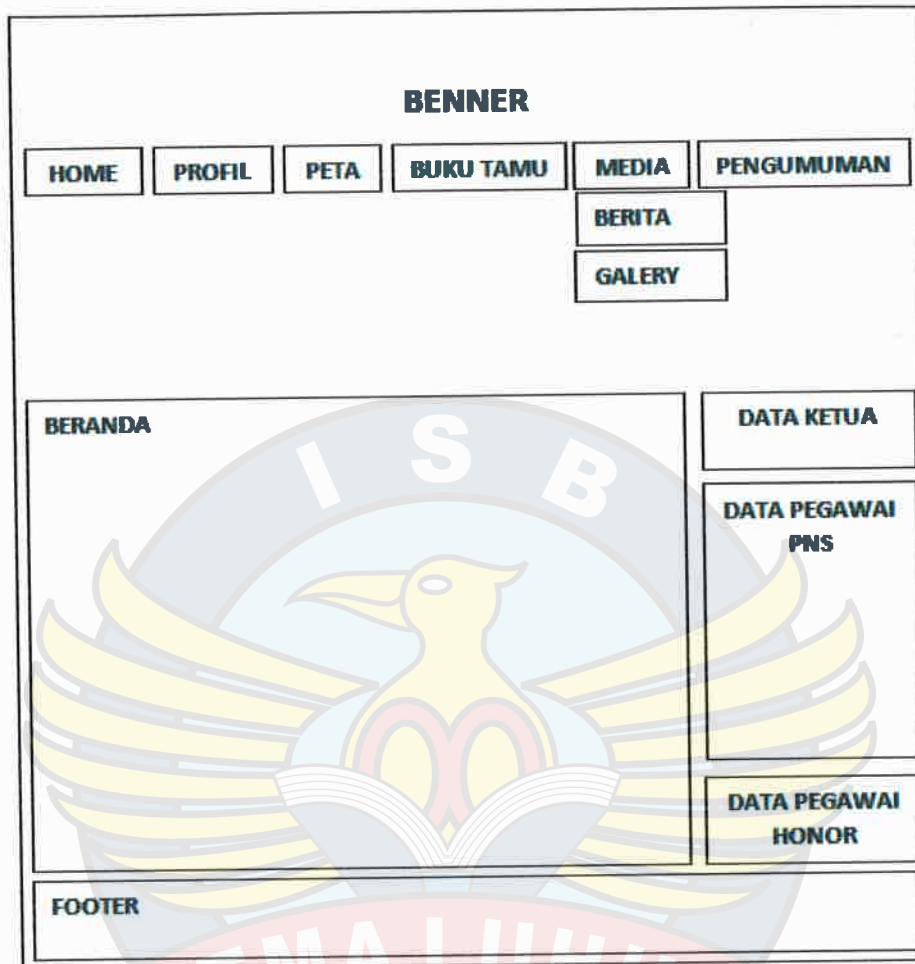 BENNER
HOME PROFIL PETA BUKU TAMU MEDIA PENGUMUMAN
BERITA
GALERY
BERANDA
DATA KETUA
DATA PEGAWAI
PNS
DATA PEGAWAI
HONOR
FOOTER
I S B